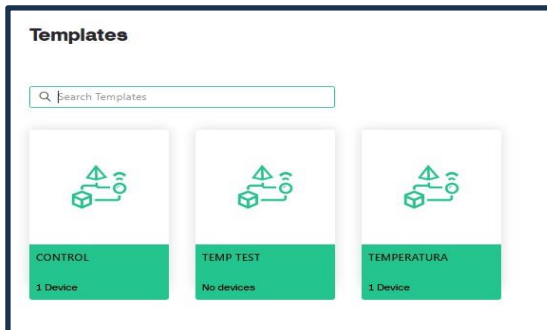 Templates
Search Templates
CONTROL
1 Device
TEMP TEST
No devices
TEMPERATURA
1 Device